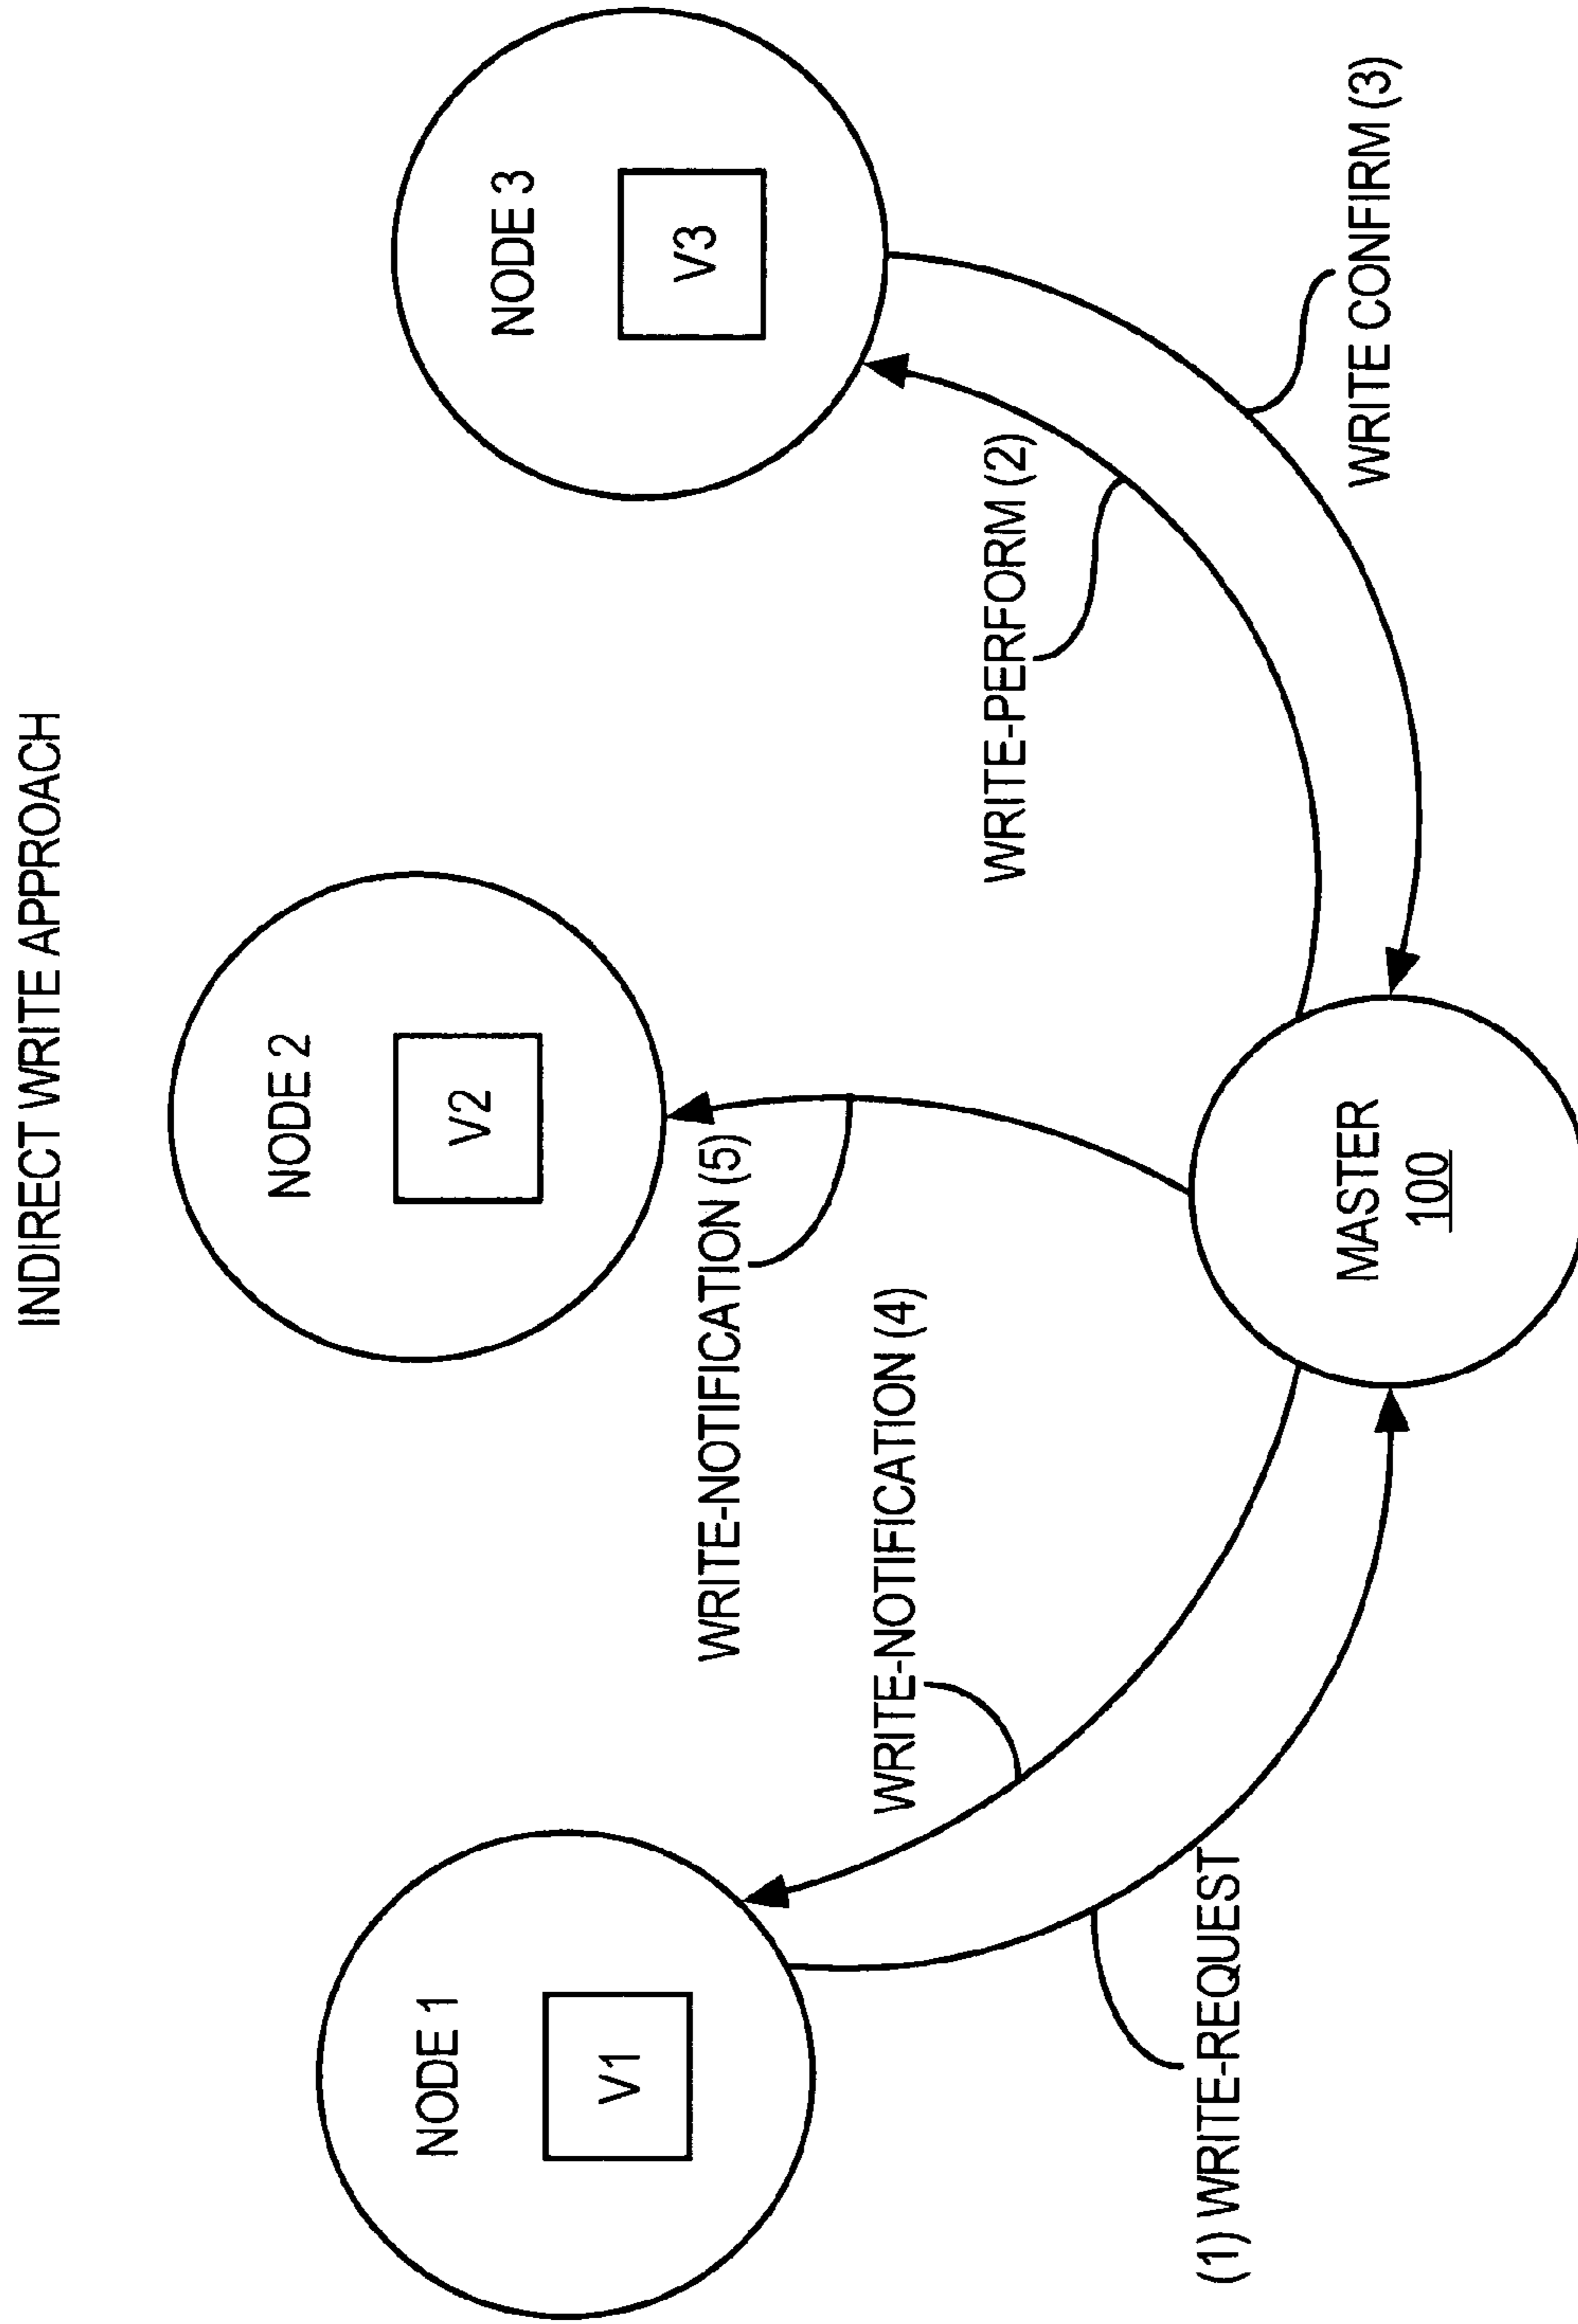 INDIRECT WRITE APPROACH
NODE 1
V1
NODE 2
V2
NODE 3
V3
WRITE-NOTIFICATION (5)
WRITE-NOTIFICATION (4)
WRITE-PERFORM (2)
(1) WRITE-REQUEST
MASTER
100
WRITE CONFIRM (3)